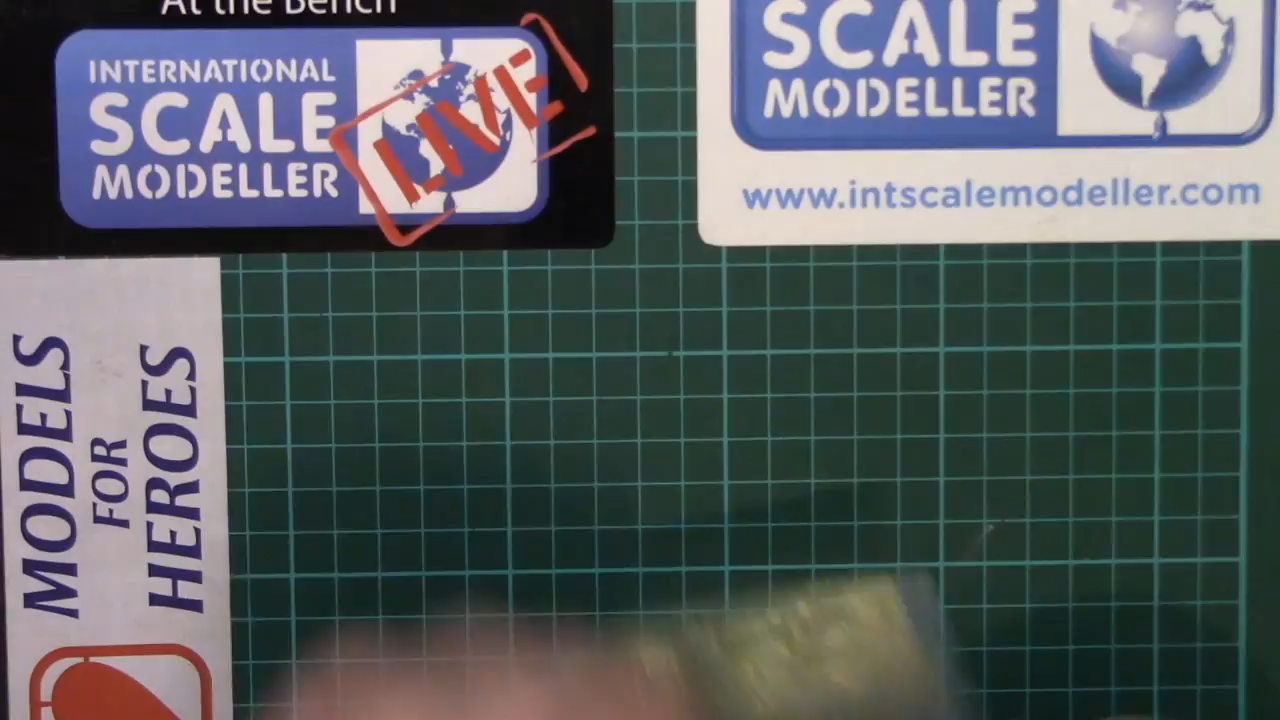 At the Bench
INTERNATIONAL
SCALE
MODELLER
LIVE!
SCALE
MODELLER
www.intscalemodeller.com
MODELS
FOR
HEROES